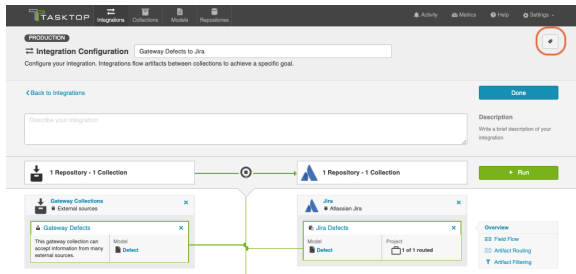 TASKTOP
Integrations
Collections
Models
Repositories
Activity
Metrics
Help
Settings
PRODUCTION
Integration Configuration
Gateway Defects to Jira
Configure your integration. Integrations flow artifacts between collections to achieve a specific goal.
Back to Integrations
Done
Describe your integration
Description
Write a brief description of your
integration.
1 Repository - 1 Collection
1 Repository - 1 Collection
Run
Gateway Collections
External sources
Jira
Atlassian Jira
Gateway Defects
This gateway collection can
accept information from many
external sources.
Model
Defect
Jira Defects
Model
Defect
Project
1 of 1 routed
Overview
Field Flow
Artifact Routing
Artifact Filtering